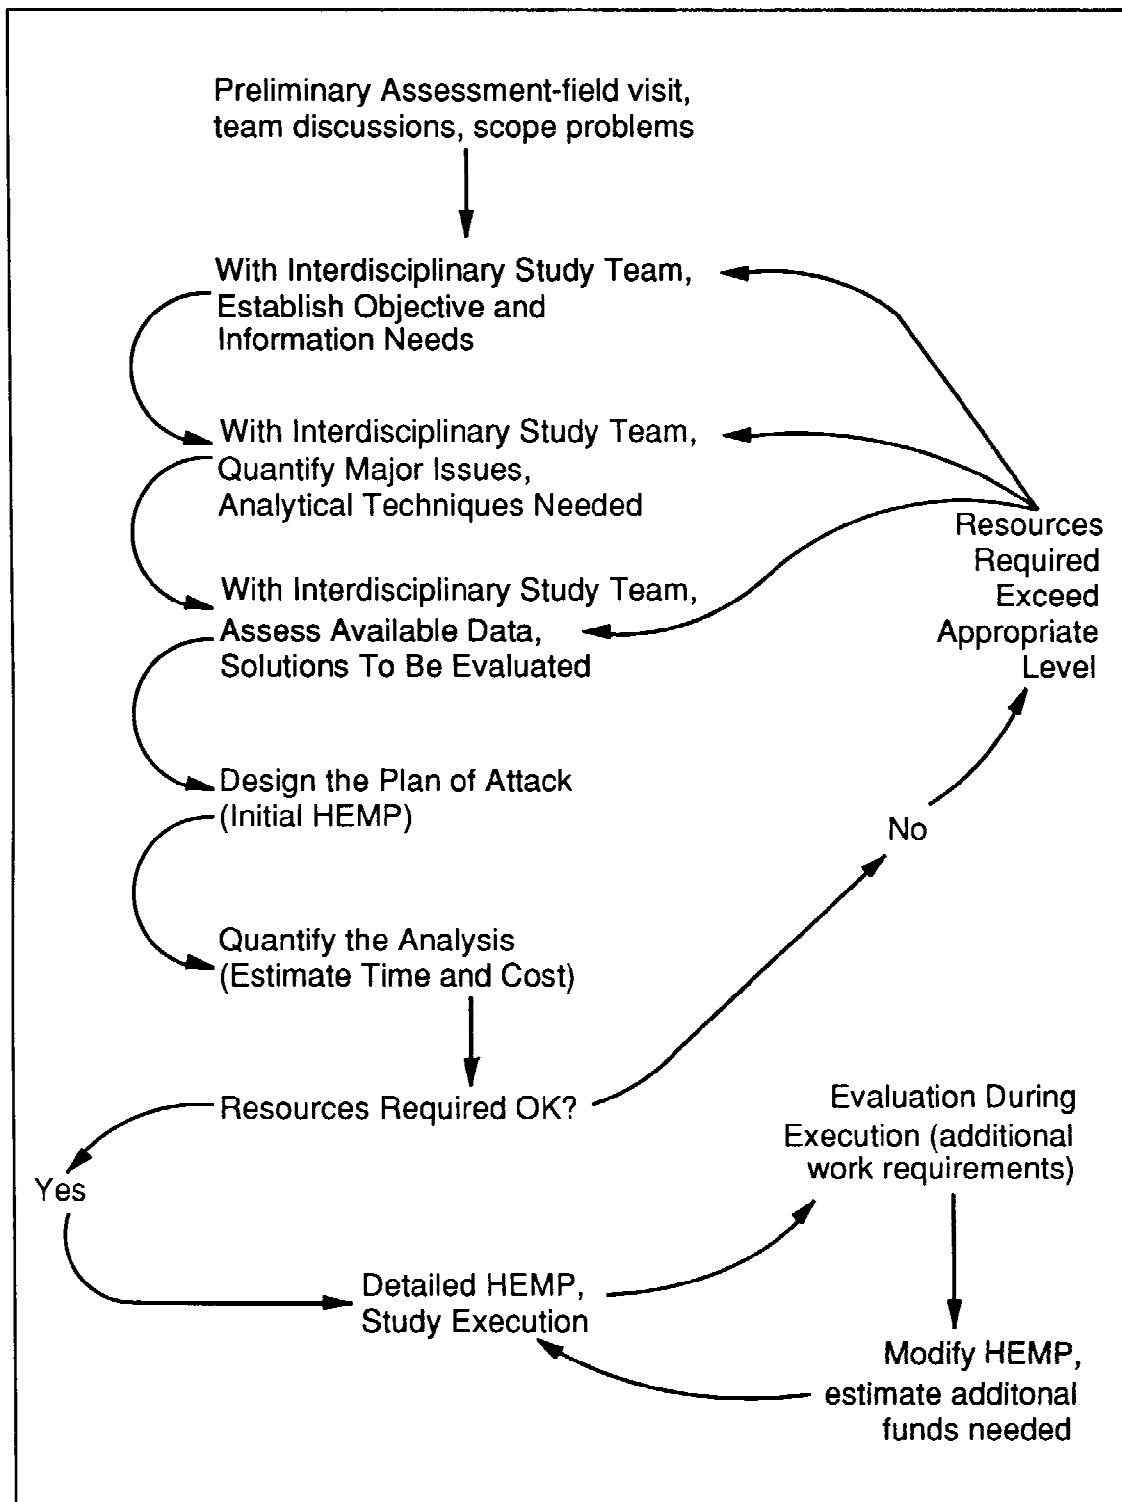 Preliminary Assessment-field visit,
team discussions, scope problems
With Interdisciplinary Study Team,
Establish Objective and
Information Needs
With Interdisciplinary Study Team,
Quantify Major Issues,
Analytical Techniques Needed
With Interdisciplinary Study Team,
Assess Available Data,
Solutions To Be Evaluated
Resources
Required
Exceed
Appropriate
Level
Design the Plan of Attack
(Initial HEMP)
No
Quantify the Analysis
(Estimate Time and Cost)
Resources Required OK?
Yes
Evaluation During
Execution (additional
work requirements)
Detailed HEMP,
Study Execution
Modify HEMP,
estimate additonal
funds needed